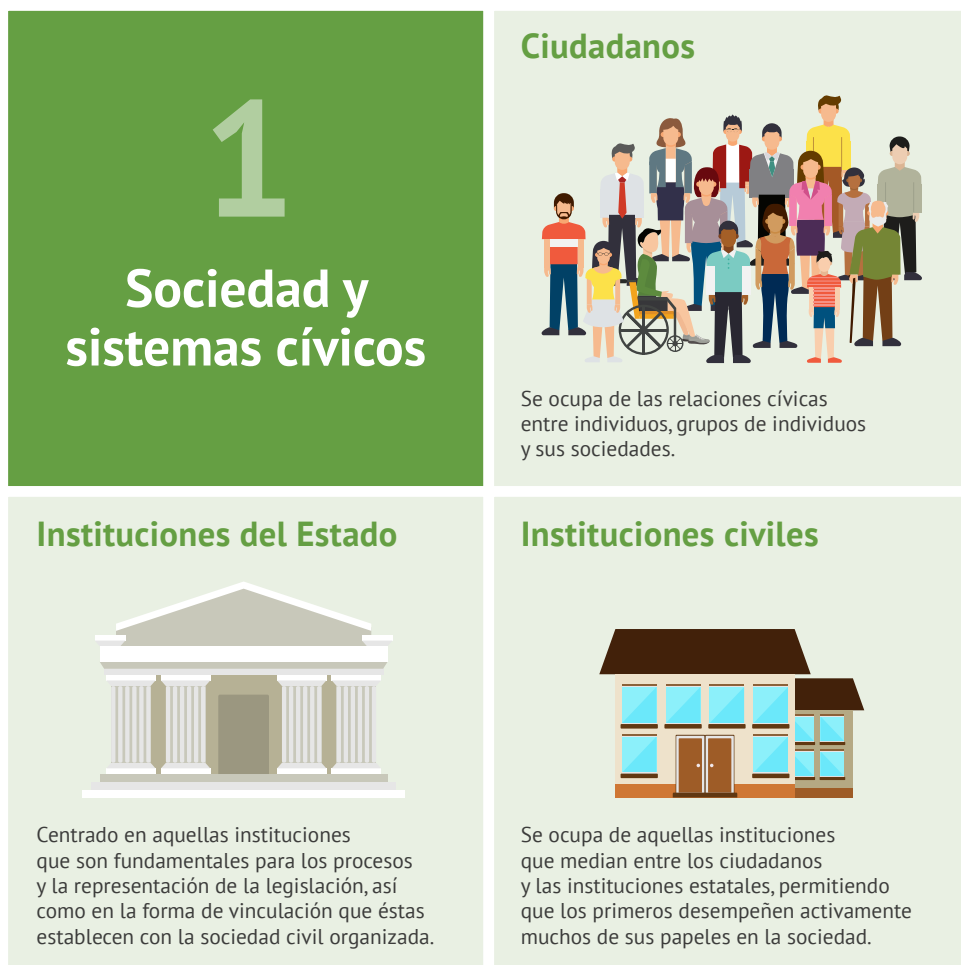 1
Sociedad y
sistemas cívicos
Ciudadanos
Se ocupa de las relaciones cívicas
entre individuos, grupos de individuos
y sus sociedades.
Instituciones del Estado
Centrado en aquellas instituciones
que son fundamentales para los procesos
y la representación de la legislación, así
como en la forma de vinculación que éstas
establecen con la sociedad civil organizada.
Instituciones civiles
Se ocupa de aquellas instituciones
que median entre los ciudadanos
y las instituciones estatales, permitiendo
que los primeros desempeñen activamente
muchos de sus papeles en la sociedad.